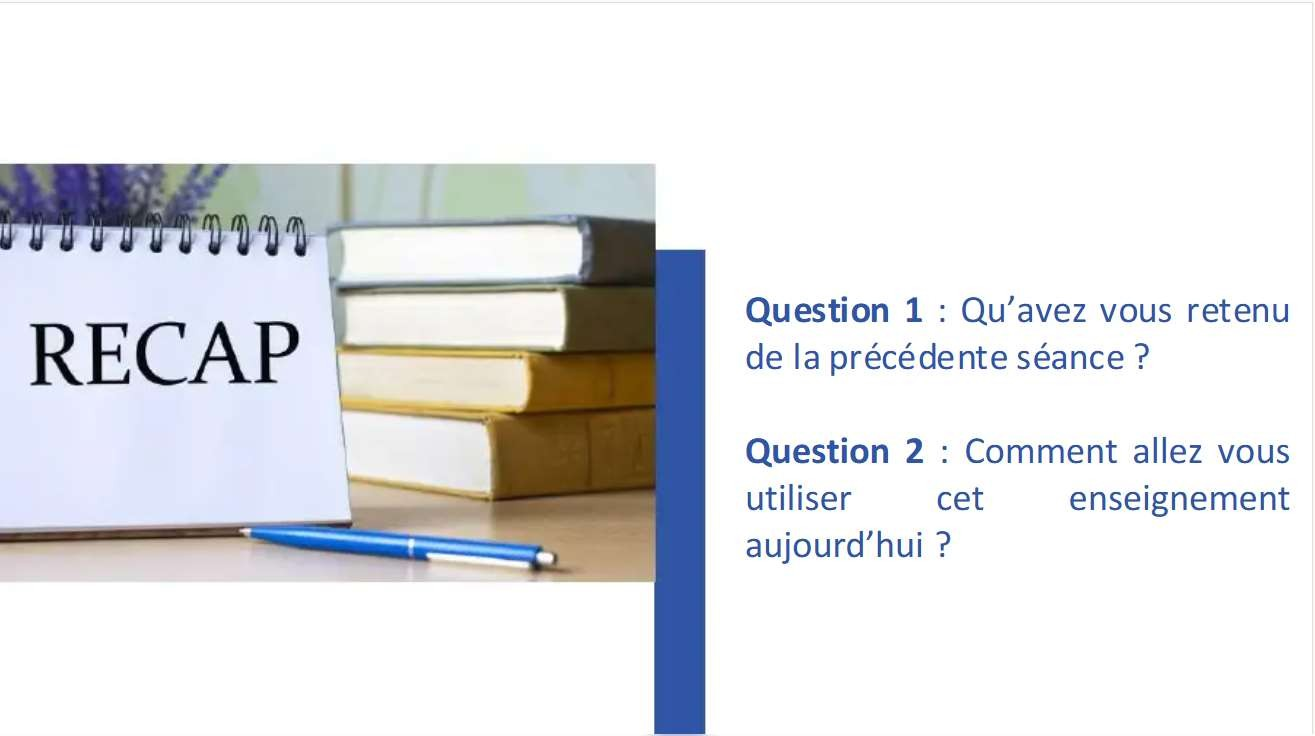 RECAP
Question 1 : Qu’avez vous retenu
de la précédente séance ?
Question 2 : Comment allez vous
utiliser cet enseignement
aujourd’hui ?